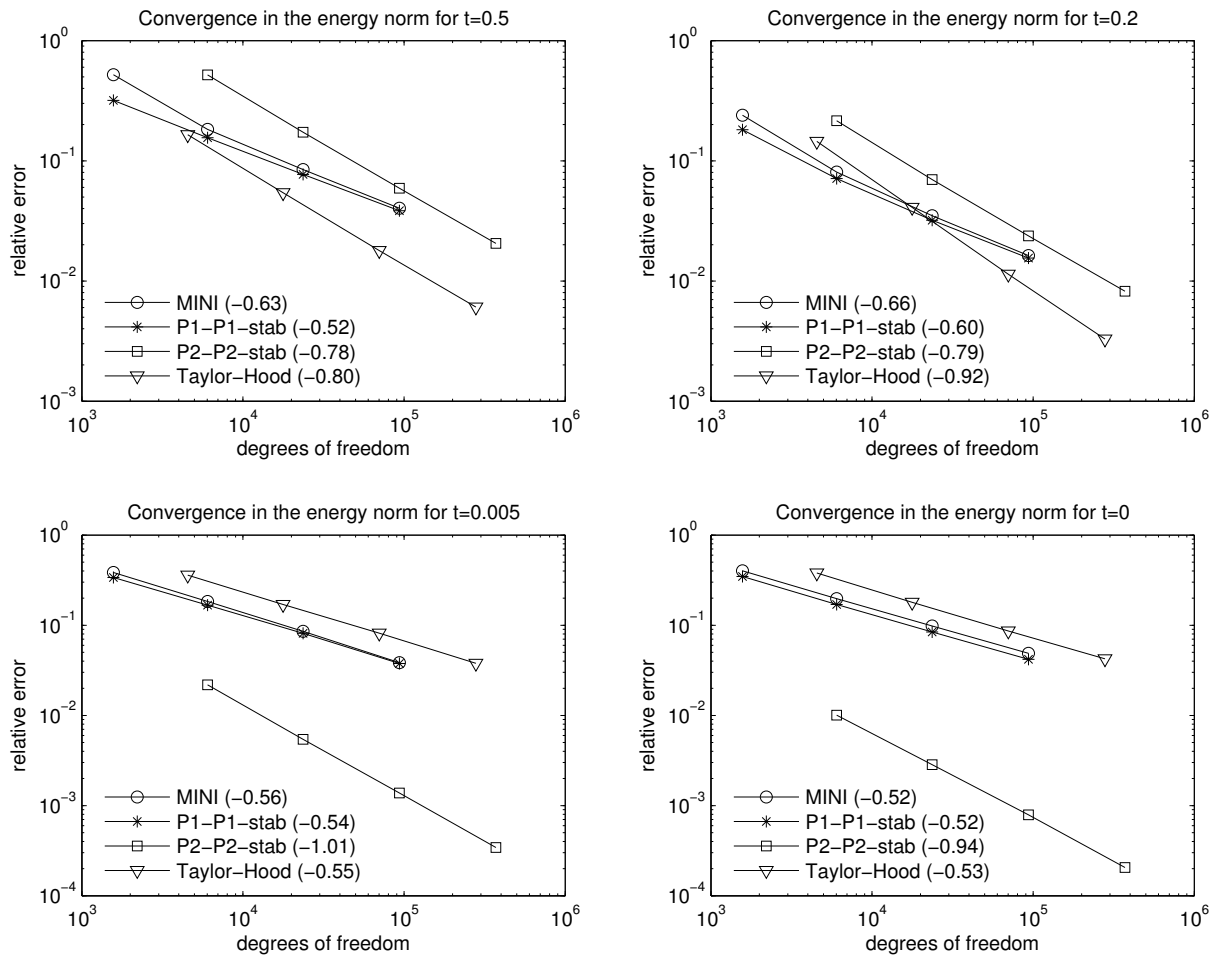 Convergence in the energy norm for t=0.5
10^0
10^−1
10^−2
10^−3
relative error
MINI (−0.63)
P1−P1−stab (−0.52)
P2−P2−stab (−0.78)
Taylor−Hood (−0.80)
10^3
10^4
10^5
10^6
degrees of freedom
Convergence in the energy norm for t=0.2
10^0
10^−1
10^−2
10^−3
relative error
MINI (−0.66)
P1−P1−stab (−0.60)
P2−P2−stab (−0.79)
Taylor−Hood (−0.92)
10^3
10^4
10^5
10^6
degrees of freedom
Convergence in the energy norm for t=0.005
10^0
10^−1
10^−2
10^−3
10^−4
relative error
MINI (−0.56)
P1−P1−stab (−0.54)
P2−P2−stab (−1.01)
Taylor−Hood (−0.55)
10^3
10^4
10^5
10^6
degrees of freedom
Convergence in the energy norm for t=0
10^0
10^−1
10^−2
10^−3
10^−4
relative error
MINI (−0.52)
P1−P1−stab (−0.52)
P2−P2−stab (−0.94)
Taylor−Hood (−0.53)
10^3
10^4
10^5
10^6
degrees of freedom